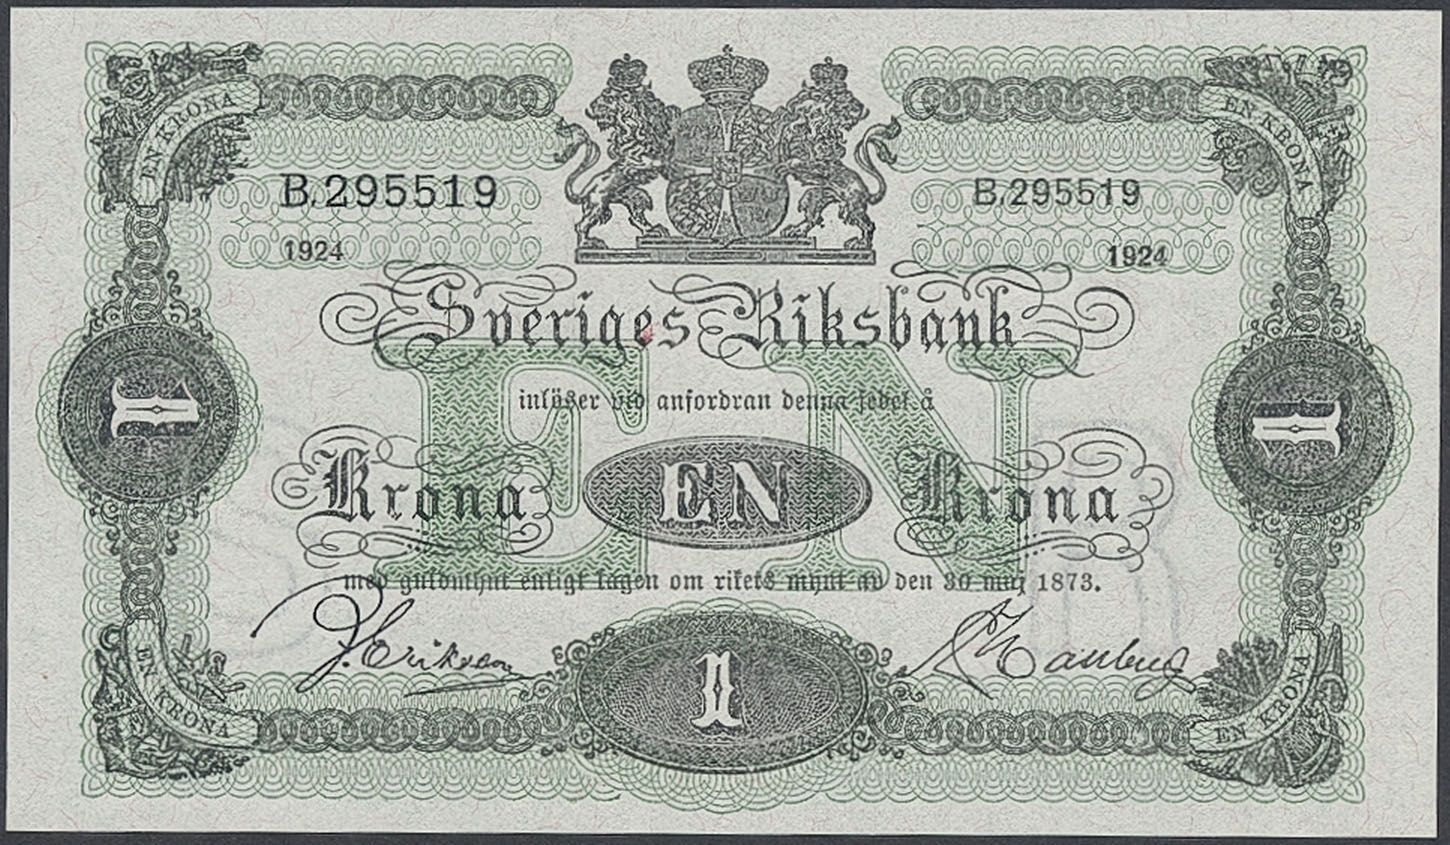 EN KRONA
EN KRONA
B.295519
B.295519
1924
1924
Sveriges Riksbank
inlöser vid anfordran denna sedel å
1
1
EN
Krona
EN
Krona
med guldmynt enligt lagen om rikets mynt av den 30 maj 1873.
1
EN KRONA
EN KRONA